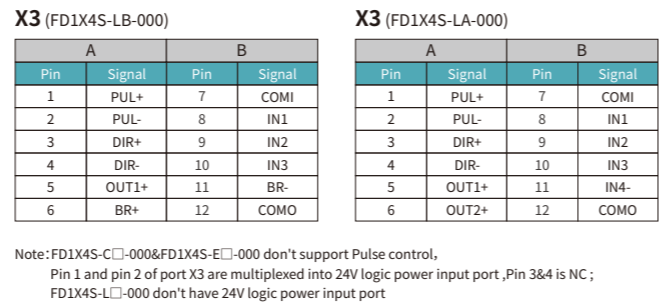 X3 (FD1X4S-LB-000)
A B
Pin Signal Pin Signal
1 PUL+ 7 COMI
2 PUL- 8 IN1
3 DIR+ 9 IN2
4 DIR- 10 IN3
5 OUT1+ 11 BR-
6 BR+ 12 COMO
X3 (FD1X4S-LA-000)
A B
Pin Signal Pin Signal
1 PUL+ 7 COMI
2 PUL- 8 IN1
3 DIR+ 9 IN2
4 DIR- 10 IN3
5 OUT1+ 11 IN4-
6 OUT2+ 12 COMO
Note:FD1X4S-C□-000&FD1X4S-E□-000 don't support Pulse control,
Pin 1 and pin 2 of port X3 are multiplexed into 24V logic power input port ,Pin 3&4 is NC ;
FD1X4S-L□-000 don't have 24V logic power input port